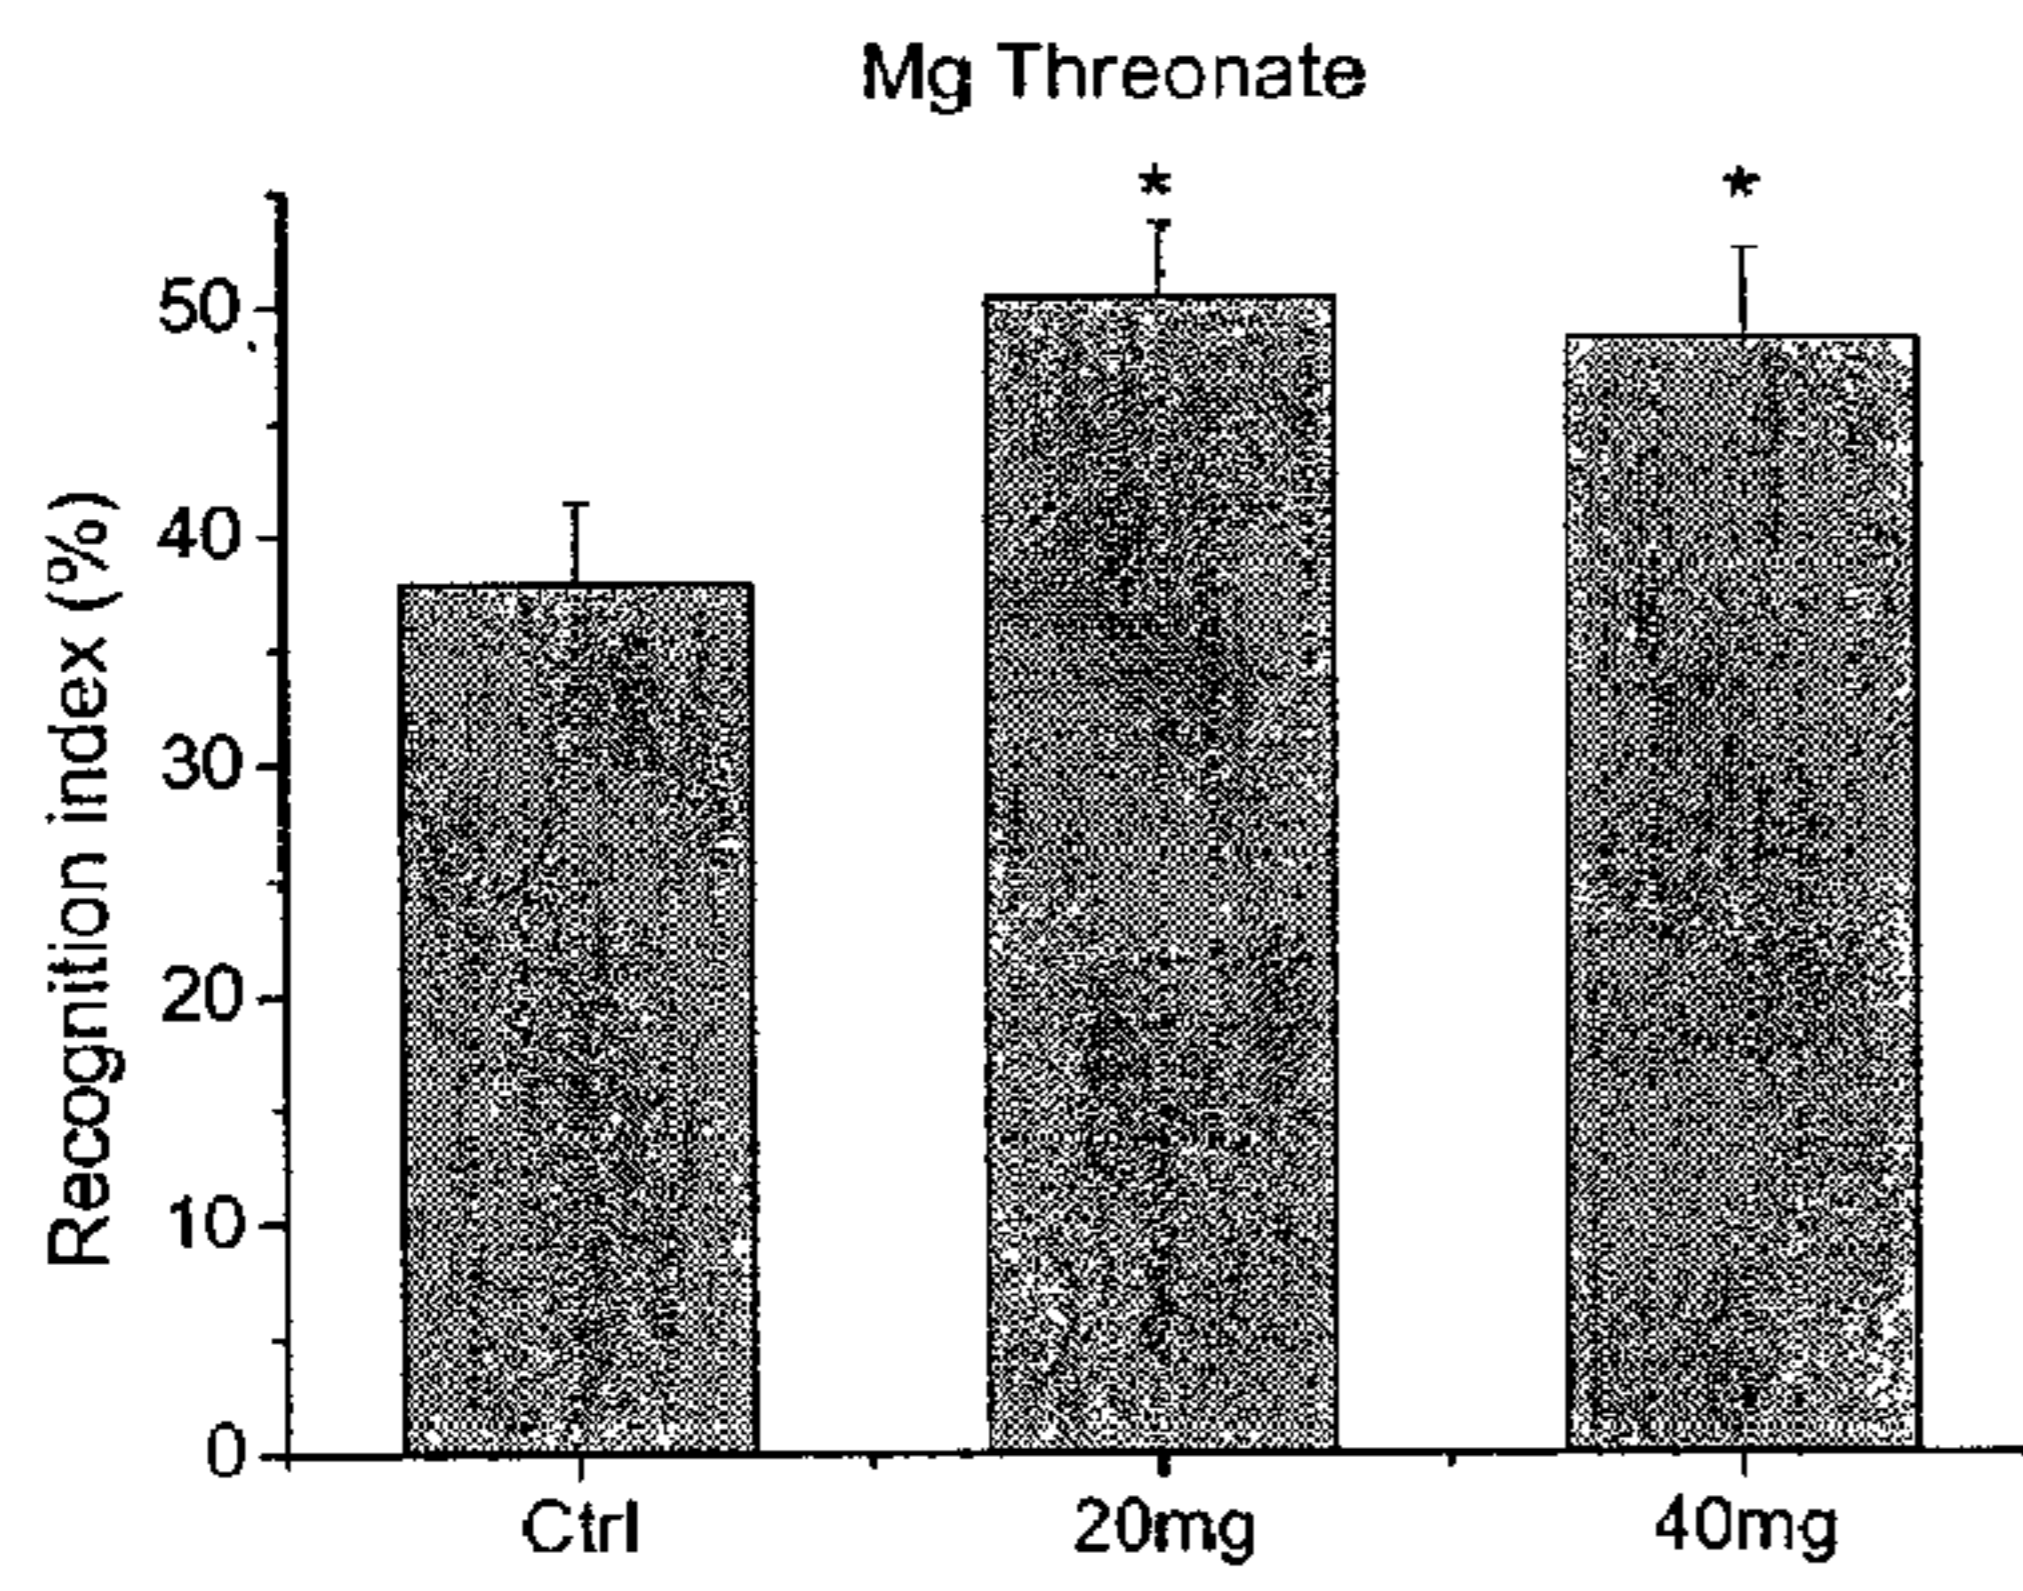 Mg Threonate
*
*
Recognition index (%)
50
40
30
20
10
0
Ctrl
20mg
40mg